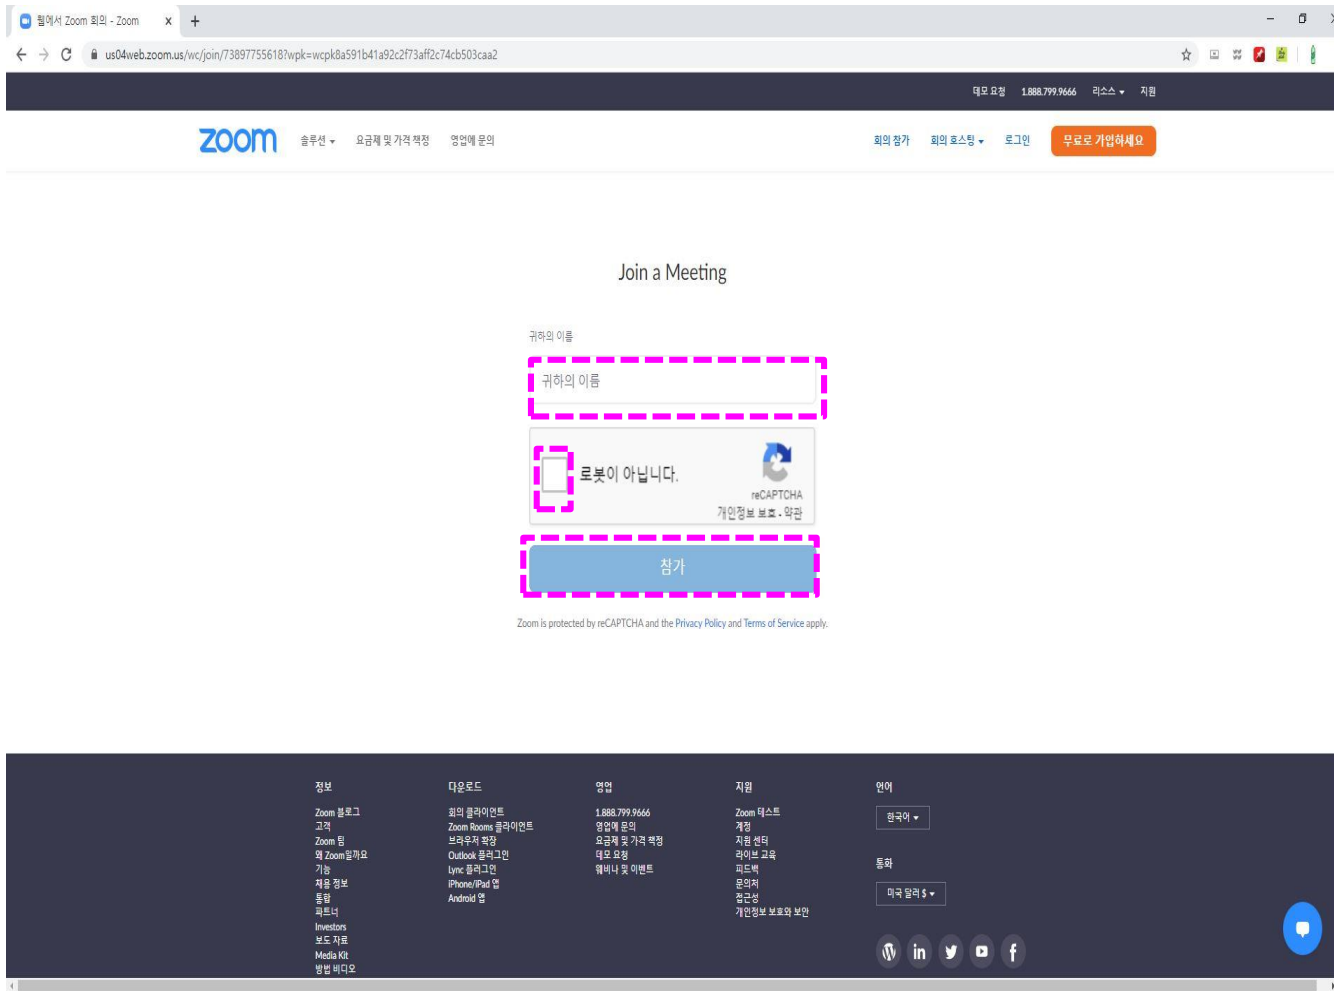 웹에서 Zoom 회의 - Zoom
us04web.zoom.us/wc/join/73897755618?wpk=wcpk8a591b41a92c2f73aff2c74cb503caa2
데모 요청 1.888.799.9666 리소스 지원
zoom 솔루션 요금제 및 가격 책정 영업에 문의 회의 참가 회의 호스팅 로그인 무료로 가입하세요
Join a Meeting
귀하의 이름
귀하의 이름
로봇이 아닙니다.
reCAPTCHA
개인정보 보호 - 약관
참가
Zoom is protected by reCAPTCHA and the Privacy Policy and Terms of Service apply.
정보
Zoom 블로그
고객
Zoom 팀
왜 Zoom일까요
기능
채용 정보
통합
파트너
Investors
보도 자료
Media Kit
방법 비디오
다운로드
회의 클라이언트
Zoom Rooms 클라이언트
브라우저 확장
Outlook 플러그인
Lync 플러그인
iPhone/iPad 앱
Android 앱
영업
1.888.799.9666
영업에 문의
요금제 및 가격 책정
데모 요청
웨비나 및 이벤트
지원
Zoom 테스트
계정
지원 센터
라이브 교육
피드백
문의처
접근성
개인정보 보호와 보안
언어
한국어
통화
미국 달러 $